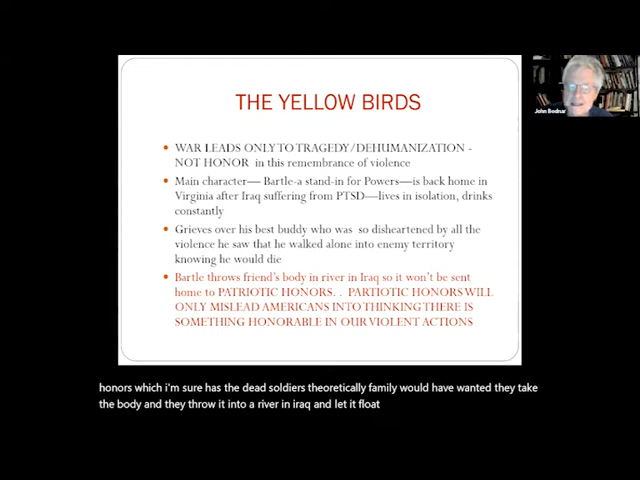 THE YELLOW BIRDS
• WAR LEADS ONLY TO TRAGEDY/DEHUMANIZATION -
NOT HONOR in this remembrance of violence
• Main character— Bartle-a stand-in for Powers—is back home in
Virginia after Iraq suffering from PTSD—lives in isolation, drinks
constantly
• Grieves over his best buddy who was so disheartened by all the
violence he saw that he walked alone into enemy territory
knowing he would die
• Bartle throws friend's body in river in Iraq so it won't be sent
home to PATRIOTIC HONORS. . PARTIOTIC HONORS WILL
ONLY MISLEAD AMERICANS INTO THINKING THERE IS
SOMETHING HONORABLE IN OUR VIOLENT ACTIONS
John Bodnar
honors which i'm sure has the dead soldiers theoretically family would have wanted they take
the body and they throw it into a river in iraq and let it float